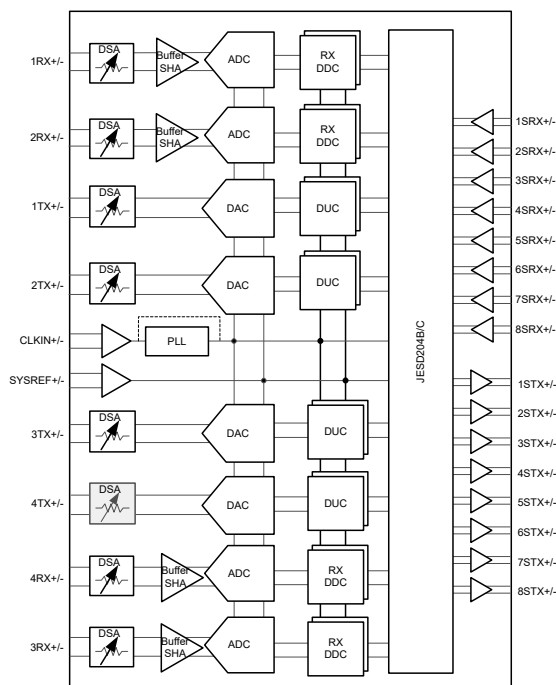 1RX+/-
DSA
Buffer
SHA
ADC
RX
DDC
2RX+/-
DSA
Buffer
SHA
ADC
RX
DDC
1TX+/-
DSA
DAC
DUC
2TX+/-
DSA
DAC
DUC
CLKIN+/-
PLL
SYSREF+/-
3TX+/-
DSA
DAC
DUC
4TX+/-
DSA
DAC
DUC
4RX+/-
DSA
Buffer
SHA
ADC
RX
DDC
3RX+/-
DSA
Buffer
SHA
ADC
RX
DDC
JESD204B/C
1SRX+/-
2SRX+/-
3SRX+/-
4SRX+/-
5SRX+/-
6SRX+/-
7SRX+/-
8SRX+/-
1STX+/-
2STX+/-
3STX+/-
4STX+/-
5STX+/-
6STX+/-
7STX+/-
8STX+/-